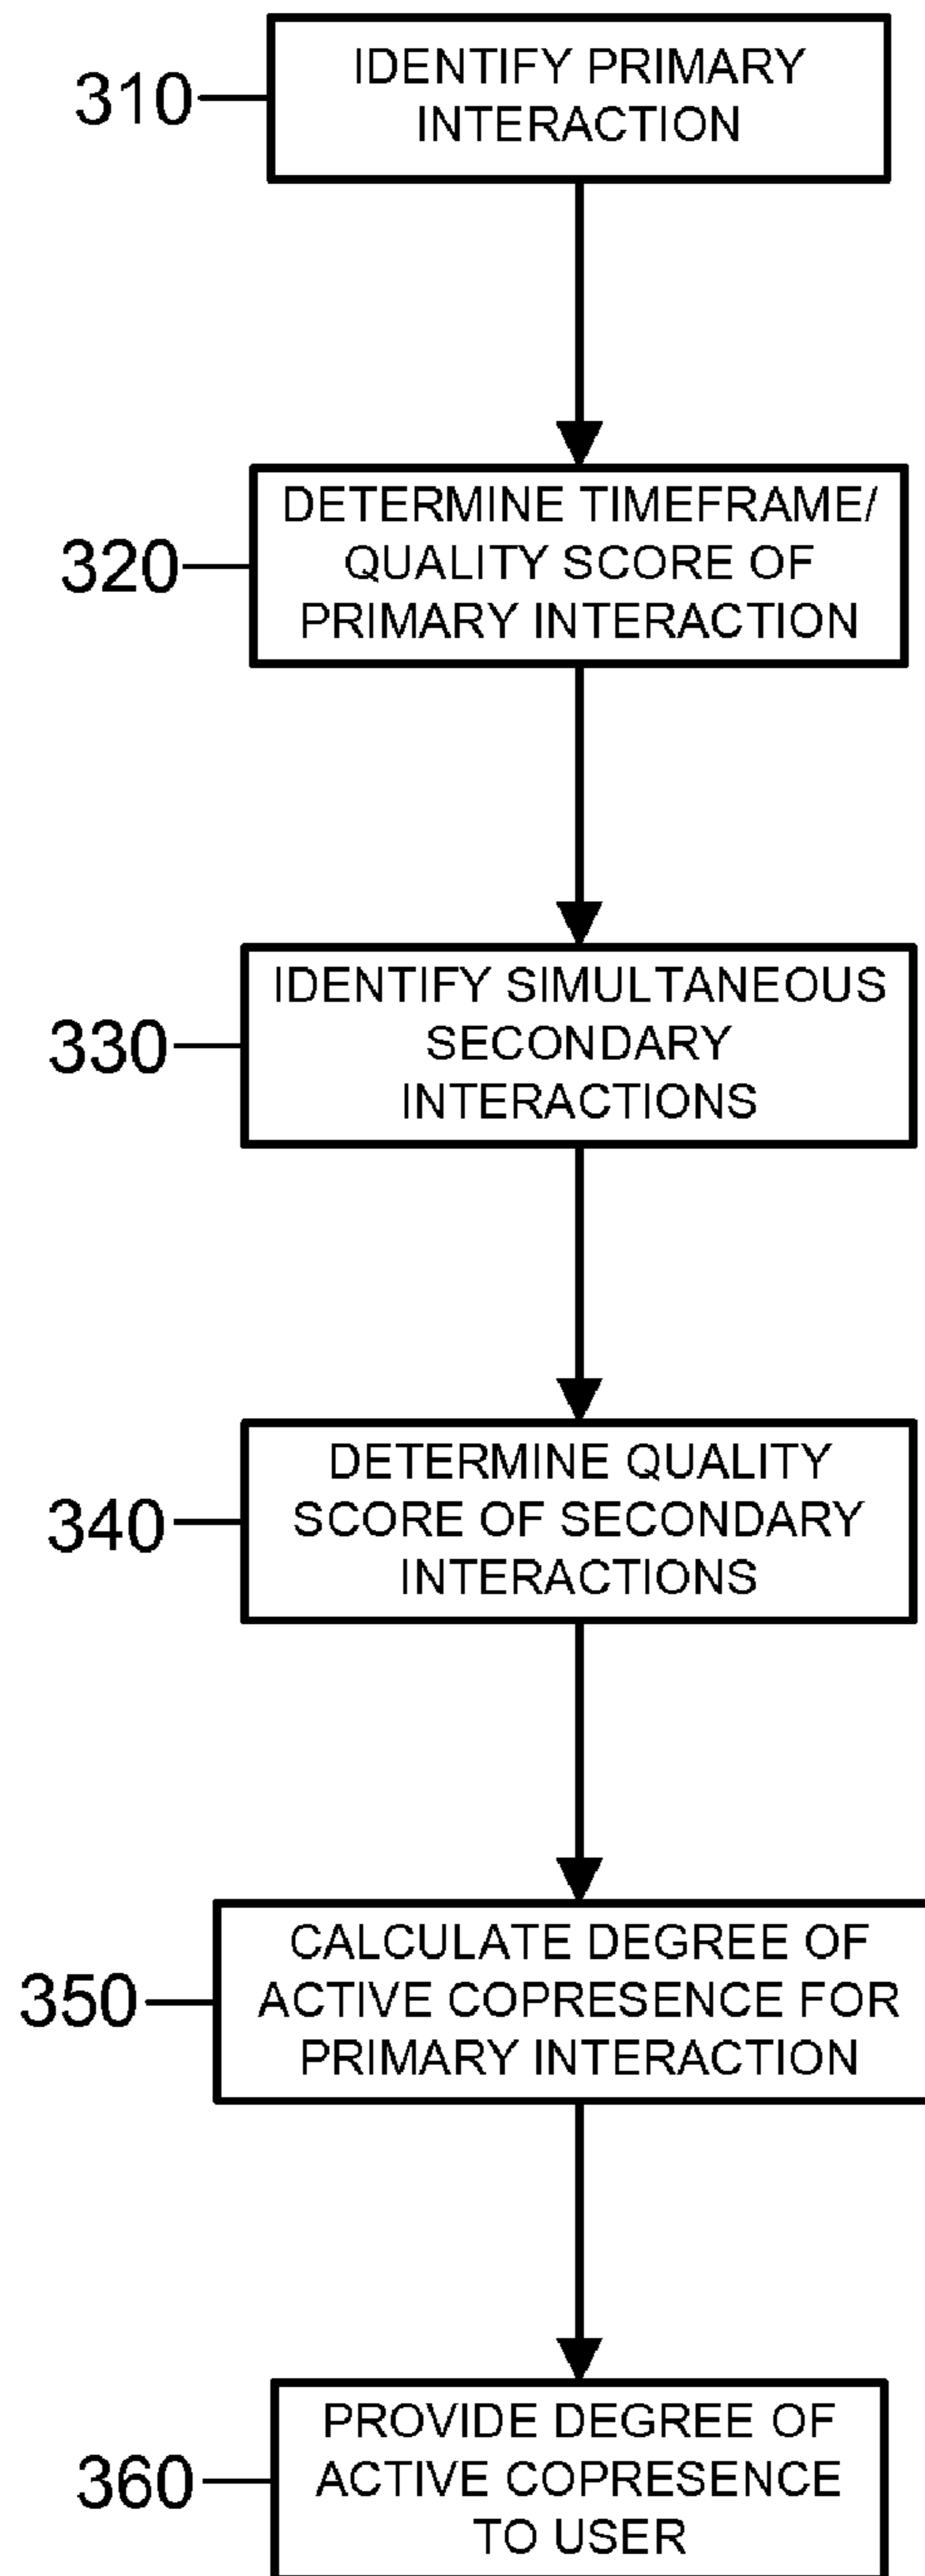 310
IDENTIFY PRIMARY
INTERACTION
320
DETERMINE TIMEFRAME/
QUALITY SCORE OF
PRIMARY INTERACTION
330
IDENTIFY SIMULTANEOUS
SECONDARY
INTERACTIONS
340
DETERMINE QUALITY
SCORE OF SECONDARY
INTERACTIONS
350
CALCULATE DEGREE OF
ACTIVE COPRESENCE FOR
PRIMARY INTERACTION
360
PROVIDE DEGREE OF
ACTIVE COPRESENCE
TO USER